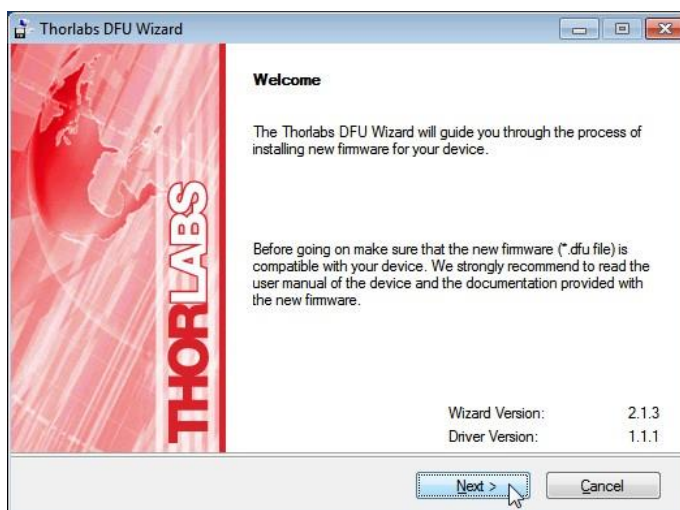 Thorlabs DFU Wizard
THORLABS
Welcome
The Thorlabs DFU Wizard will guide you through the process of
installing new firmware for your device.
Before going on make sure that the new firmware (*.dfu file) is
compatible with your device. We strongly recommend to read the
user manual of the device and the documentation provided with
the new firmware.
Wizard Version: 2.1.3
Driver Version: 1.1.1
Next > Cancel